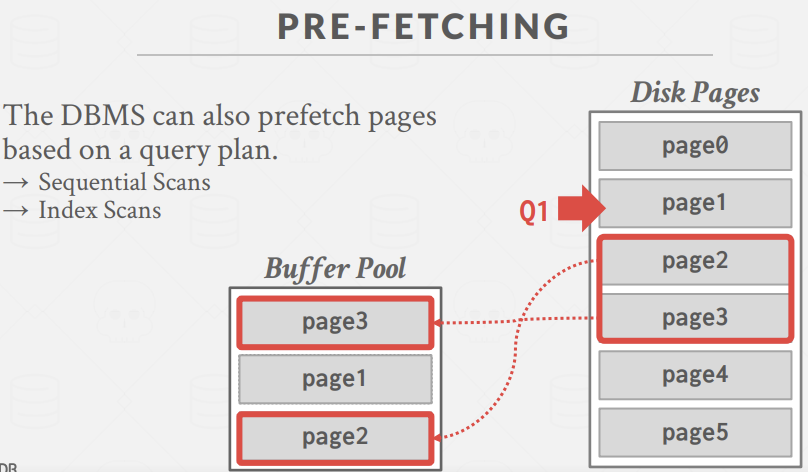 PRE-FETCHING
The DBMS can also prefetch pages
based on a query plan.
→ Sequential Scans
→ Index Scans
Disk Pages
page0
Q1
page1
page2
page3
page4
page5
Buffer Pool
page3
page1
page2
DB